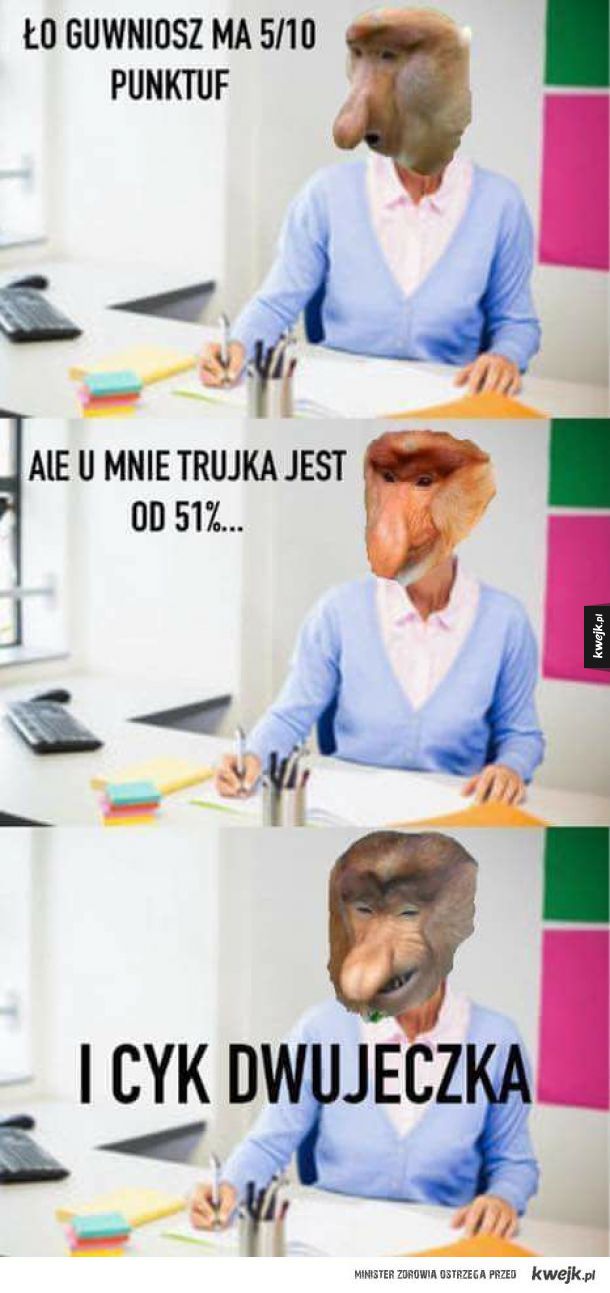 ŁO GUWNIOSZ MA 5/10
PUNKTUF
ALE U MNIE TRUJKA JEST
OD 51%...
kwejk.pl
I CYK DWUJECZKA
MINISTER ZDROWIA OSTRZEGA PRZED kwejk.pl